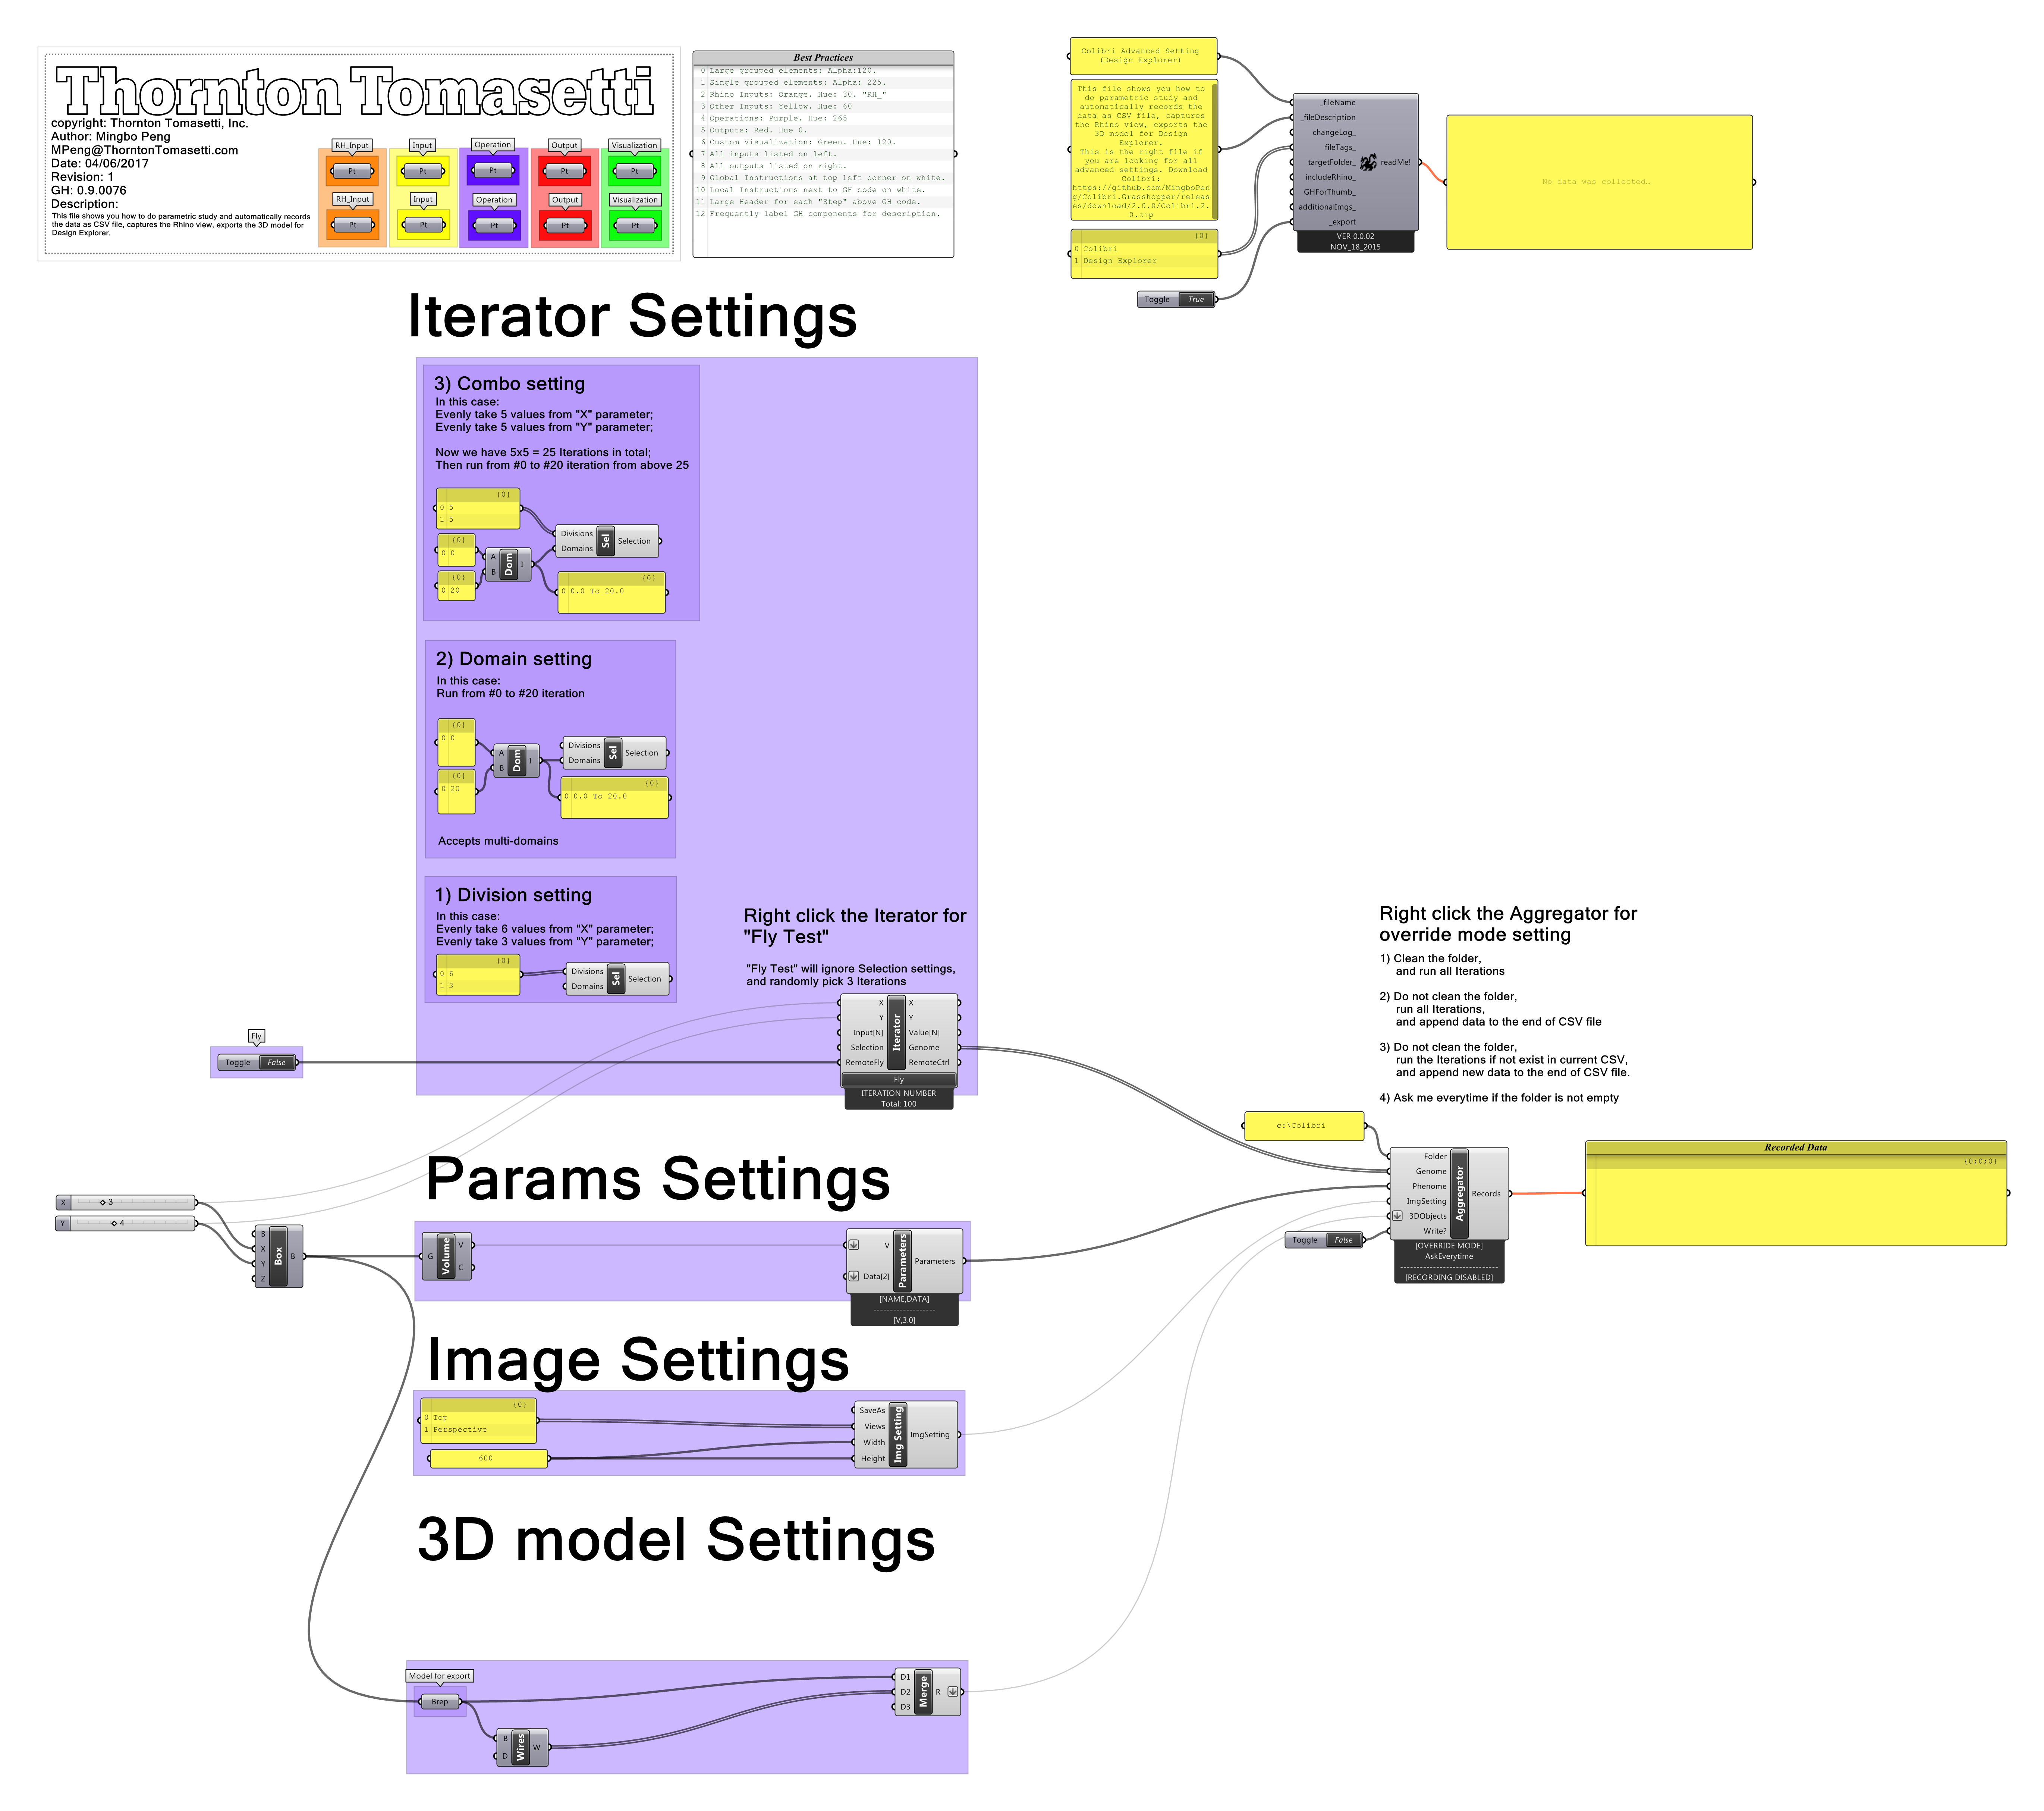 Thornton Tomasetti
copyright: Thornton Tomasetti, Inc.
Author: Mingbo Peng
MPeng@ThorntonTomasetti.com
Date: 04/06/2017
Revision: 1
GH: 0.9.0076
Description:
This file shows you how to do parametric study and automatically records
the data as CSV file, captures the Rhino view, exports the 3D model for
Design Explorer.
RH_Input
Input
Operation
Output
Visualization
Pt
Pt
Pt
Pt
Pt
RH_Input
Input
Operation
Output
Visualization
Pt
Pt
Pt
Pt
Pt
Best Practices
0 Large grouped elements: Alpha:120.
1 Single grouped elements: Alpha: 225.
2 Rhino Inputs: Orange. Hue: 30. "RH_"
3 Other Inputs: Yellow. Hue: 60
4 Operations: Purple. Hue: 265
5 Outputs: Red. Hue 0.
6 Custom Visualization: Green. Hue: 120.
7 All inputs listed on left.
8 All outputs listed on right.
9 Global Instructions at top left corner on white.
10 Local Instructions next to GH code on white.
11 Large Header for each "Step" above GH code.
12 Frequently label GH components for description.
Colibri Advanced Setting
(Design Explorer)
This file shows you how to
do parametric study and
automatically records the
data as CSV file, captures
the Rhino view, exports the
3D model for Design
Explorer.
This is the right file if
you are looking for all
advanced settings. Download
Colibri:
https://github.com/MingboPen
g/Colibri.Grasshopper/releas
es/download/2.0.0/Colibri.2.
0.zip
{0}
0 Colibri
1 Design Explorer
Toggle True
_fileName
_fileDescription
changeLog_
fileTags_
targetFolder_
includeRhino_
GHForThumb_
additionalImgs_
_export
readMe!
VER 0.0.02
NOV_18_2015
No data was collected…
Iterator Settings
3) Combo setting
In this case:
Evenly take 5 values from "X" parameter;
Evenly take 5 values from "Y" parameter;
Now we have 5x5 = 25 Iterations in total;
Then run from #0 to #20 iteration from above 25
{0}
0 5
1 5
{0}
0 0
{0}
0 20
A
B
Dom
I
Divisions
Domains
Sel
Selection
{0}
0 0.0 To 20.0
2) Domain setting
In this case:
Run from #0 to #20 iteration
{0}
0 0
{0}
0 20
A
B
Dom
I
Divisions
Domains
Sel
Selection
{0}
0 0.0 To 20.0
Accepts multi-domains
1) Division setting
In this case:
Evenly take 6 values from "X" parameter;
Evenly take 3 values from "Y" parameter;
{0}
0 6
1 3
Divisions
Domains
Sel
Selection
Right click the Iterator for
"Fly Test"
"Fly Test" will ignore Selection settings,
and randomly pick 3 Iterations
X
Y
Input[N]
Selection
RemoteFly
Iterator
X
Y
Value[N]
Genome
RemoteCtrl
Fly
ITERATION NUMBER
Total: 100
Fly
Toggle False
Right click the Aggregator for
override mode setting
1) Clean the folder,
and run all Iterations
2) Do not clean the folder,
run all Iterations,
and append data to the end of CSV file
3) Do not clean the folder,
run the Iterations if not exist in current CSV,
and append new data to the end of CSV file.
4) Ask me everytime if the folder is not empty
c:\Colibri
Folder
Genome
Phenome
ImgSetting
3DObjects
Write?
Aggregator
Records
[OVERRIDE MODE]
AskEverytime
--------------------
[RECORDING DISABLED]
Toggle False
Recorded Data
{0;0;0}
Params Settings
X 3
Y 4
B
X
Y
Z
Box
B
G
Volume
V
C
V
Data[2]
Parameters
Parameters
[NAME,DATA]
--------------------
[V,3.0]
Image Settings
{0}
0 Top
1 Perspective
600
SaveAs
Views
Width
Height
Img Setting
ImgSetting
3D model Settings
Model for export
Brep
B
D
Wires
W
D1
D2
D3
Merge
R